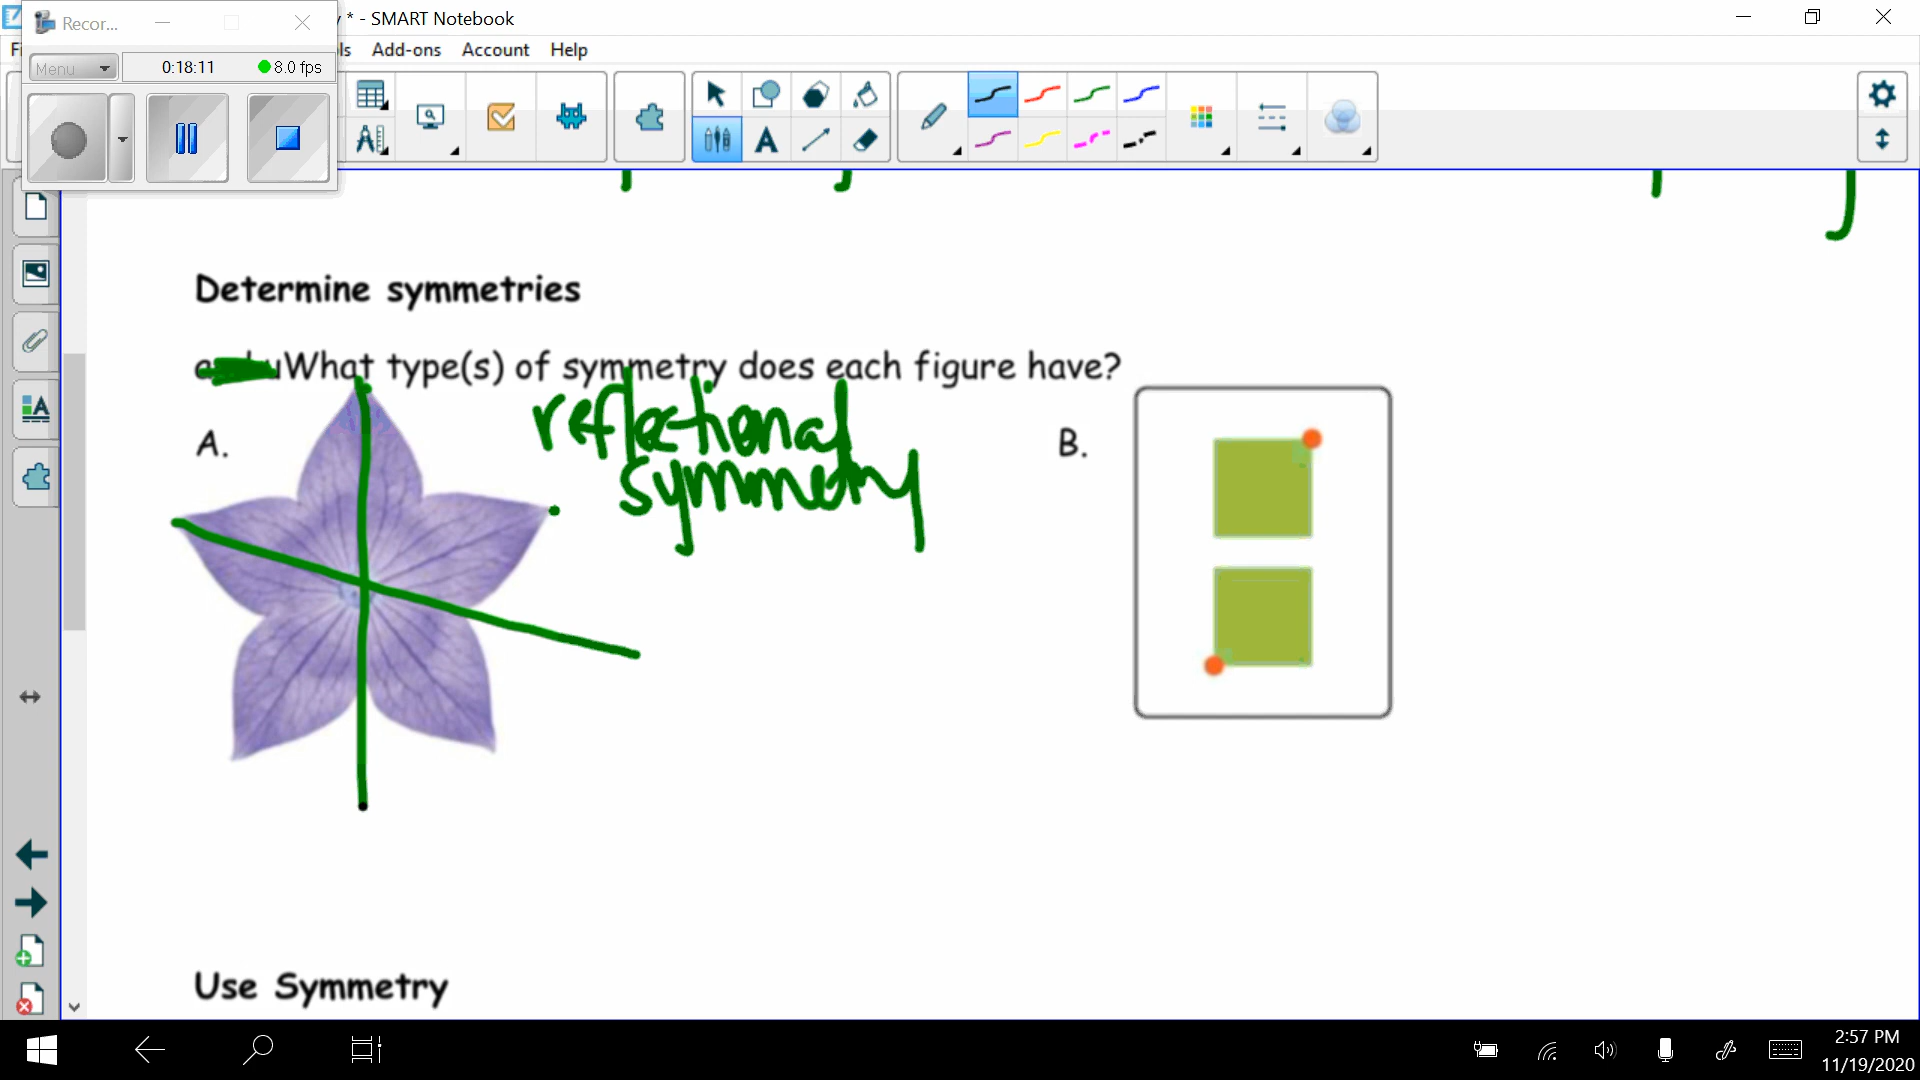 Recor...
* - SMART Notebook
Add-ons Account Help
Menu 0:18:11 8.0 fps
Determine symmetries
What type(s) of symmetry does each figure have?
A.
reflectional
symmetry
B.
Use Symmetry
2:57 PM
11/19/2020